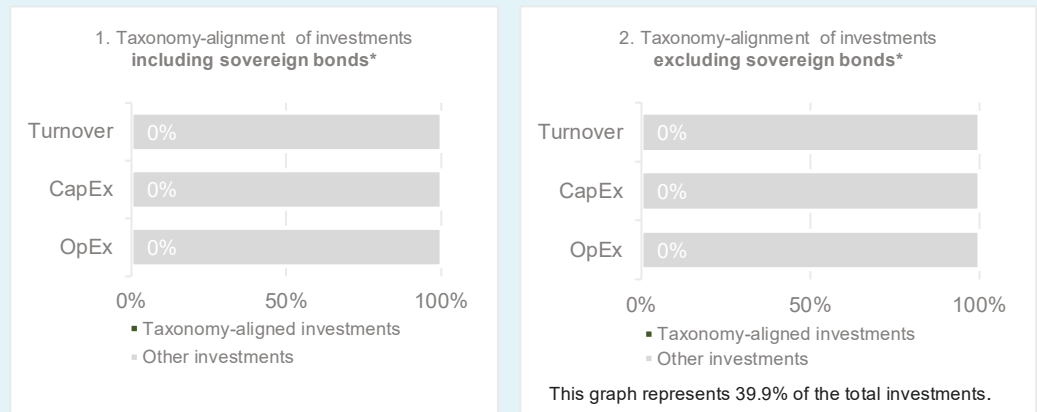 1. Taxonomy-alignment of investments
including sovereign bonds*
Turnover
0%
CapEx
0%
OpEx
0%
0% 50% 100%
Taxonomy-aligned investments
Other investments
2. Taxonomy-alignment of investments
excluding sovereign bonds*
Turnover
0%
CapEx
0%
OpEx
0%
0% 50% 100%
Taxonomy-aligned investments
Other investments
This graph represents 39.9% of the total investments.